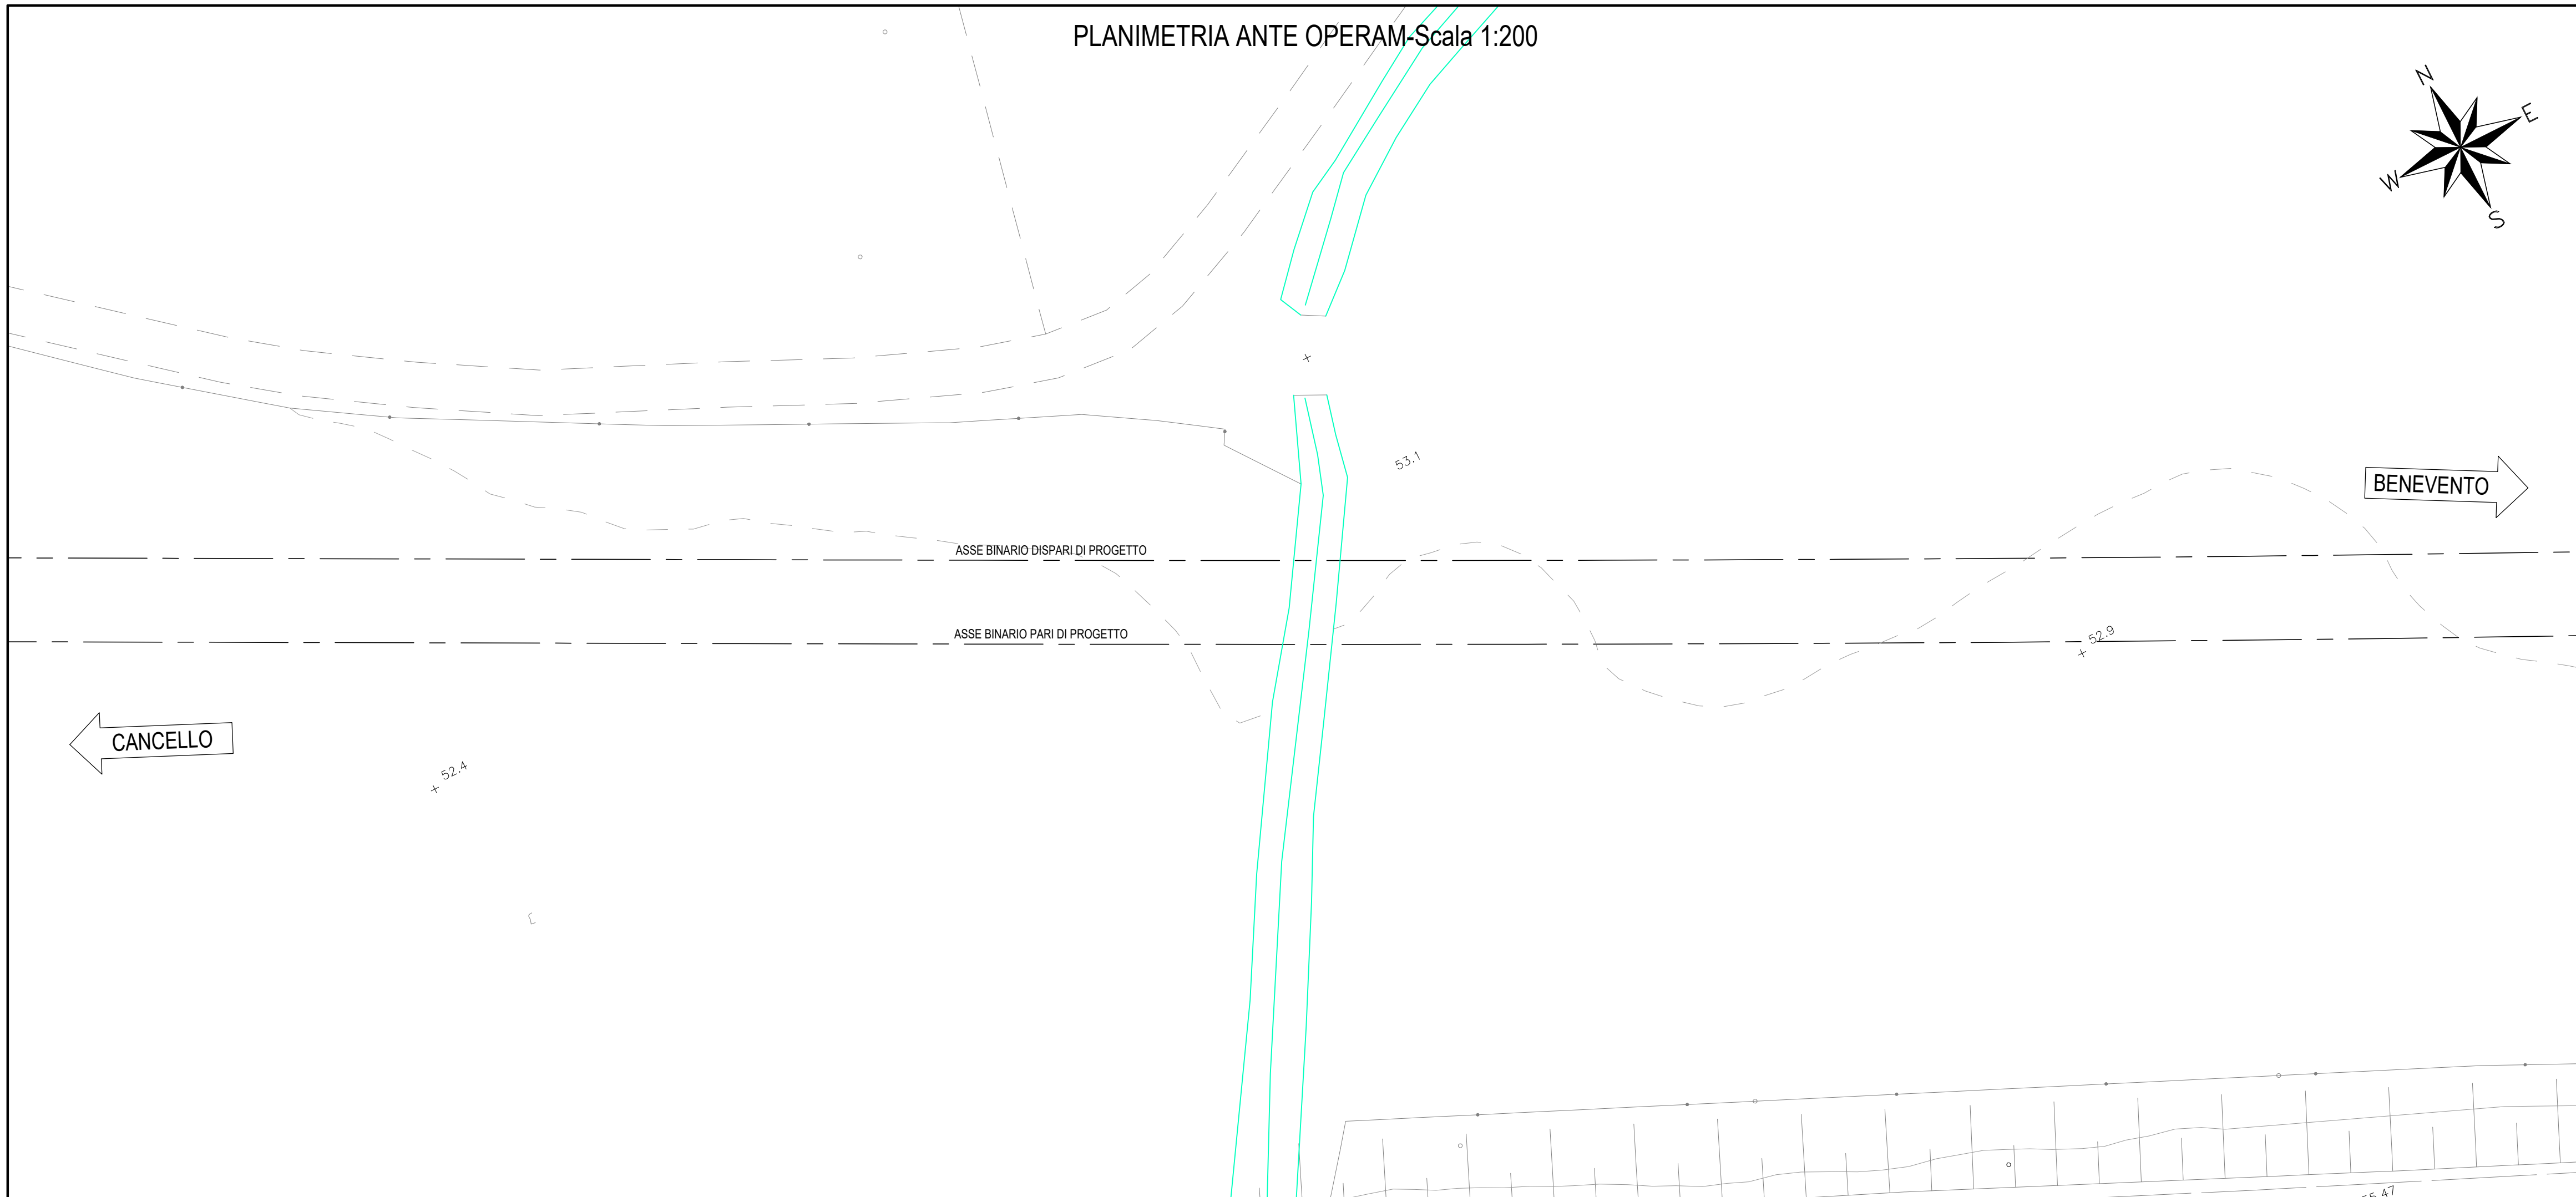 PLANIMETRIA ANTE OPERAM-Scala 1:200
N
E
W
S
53.1
BENEVENTO
ASSE BINARIO DISPARI DI PROGETTO
ASSE BINARIO PARI DI PROGETTO
52.9
CANCELLO
52.4